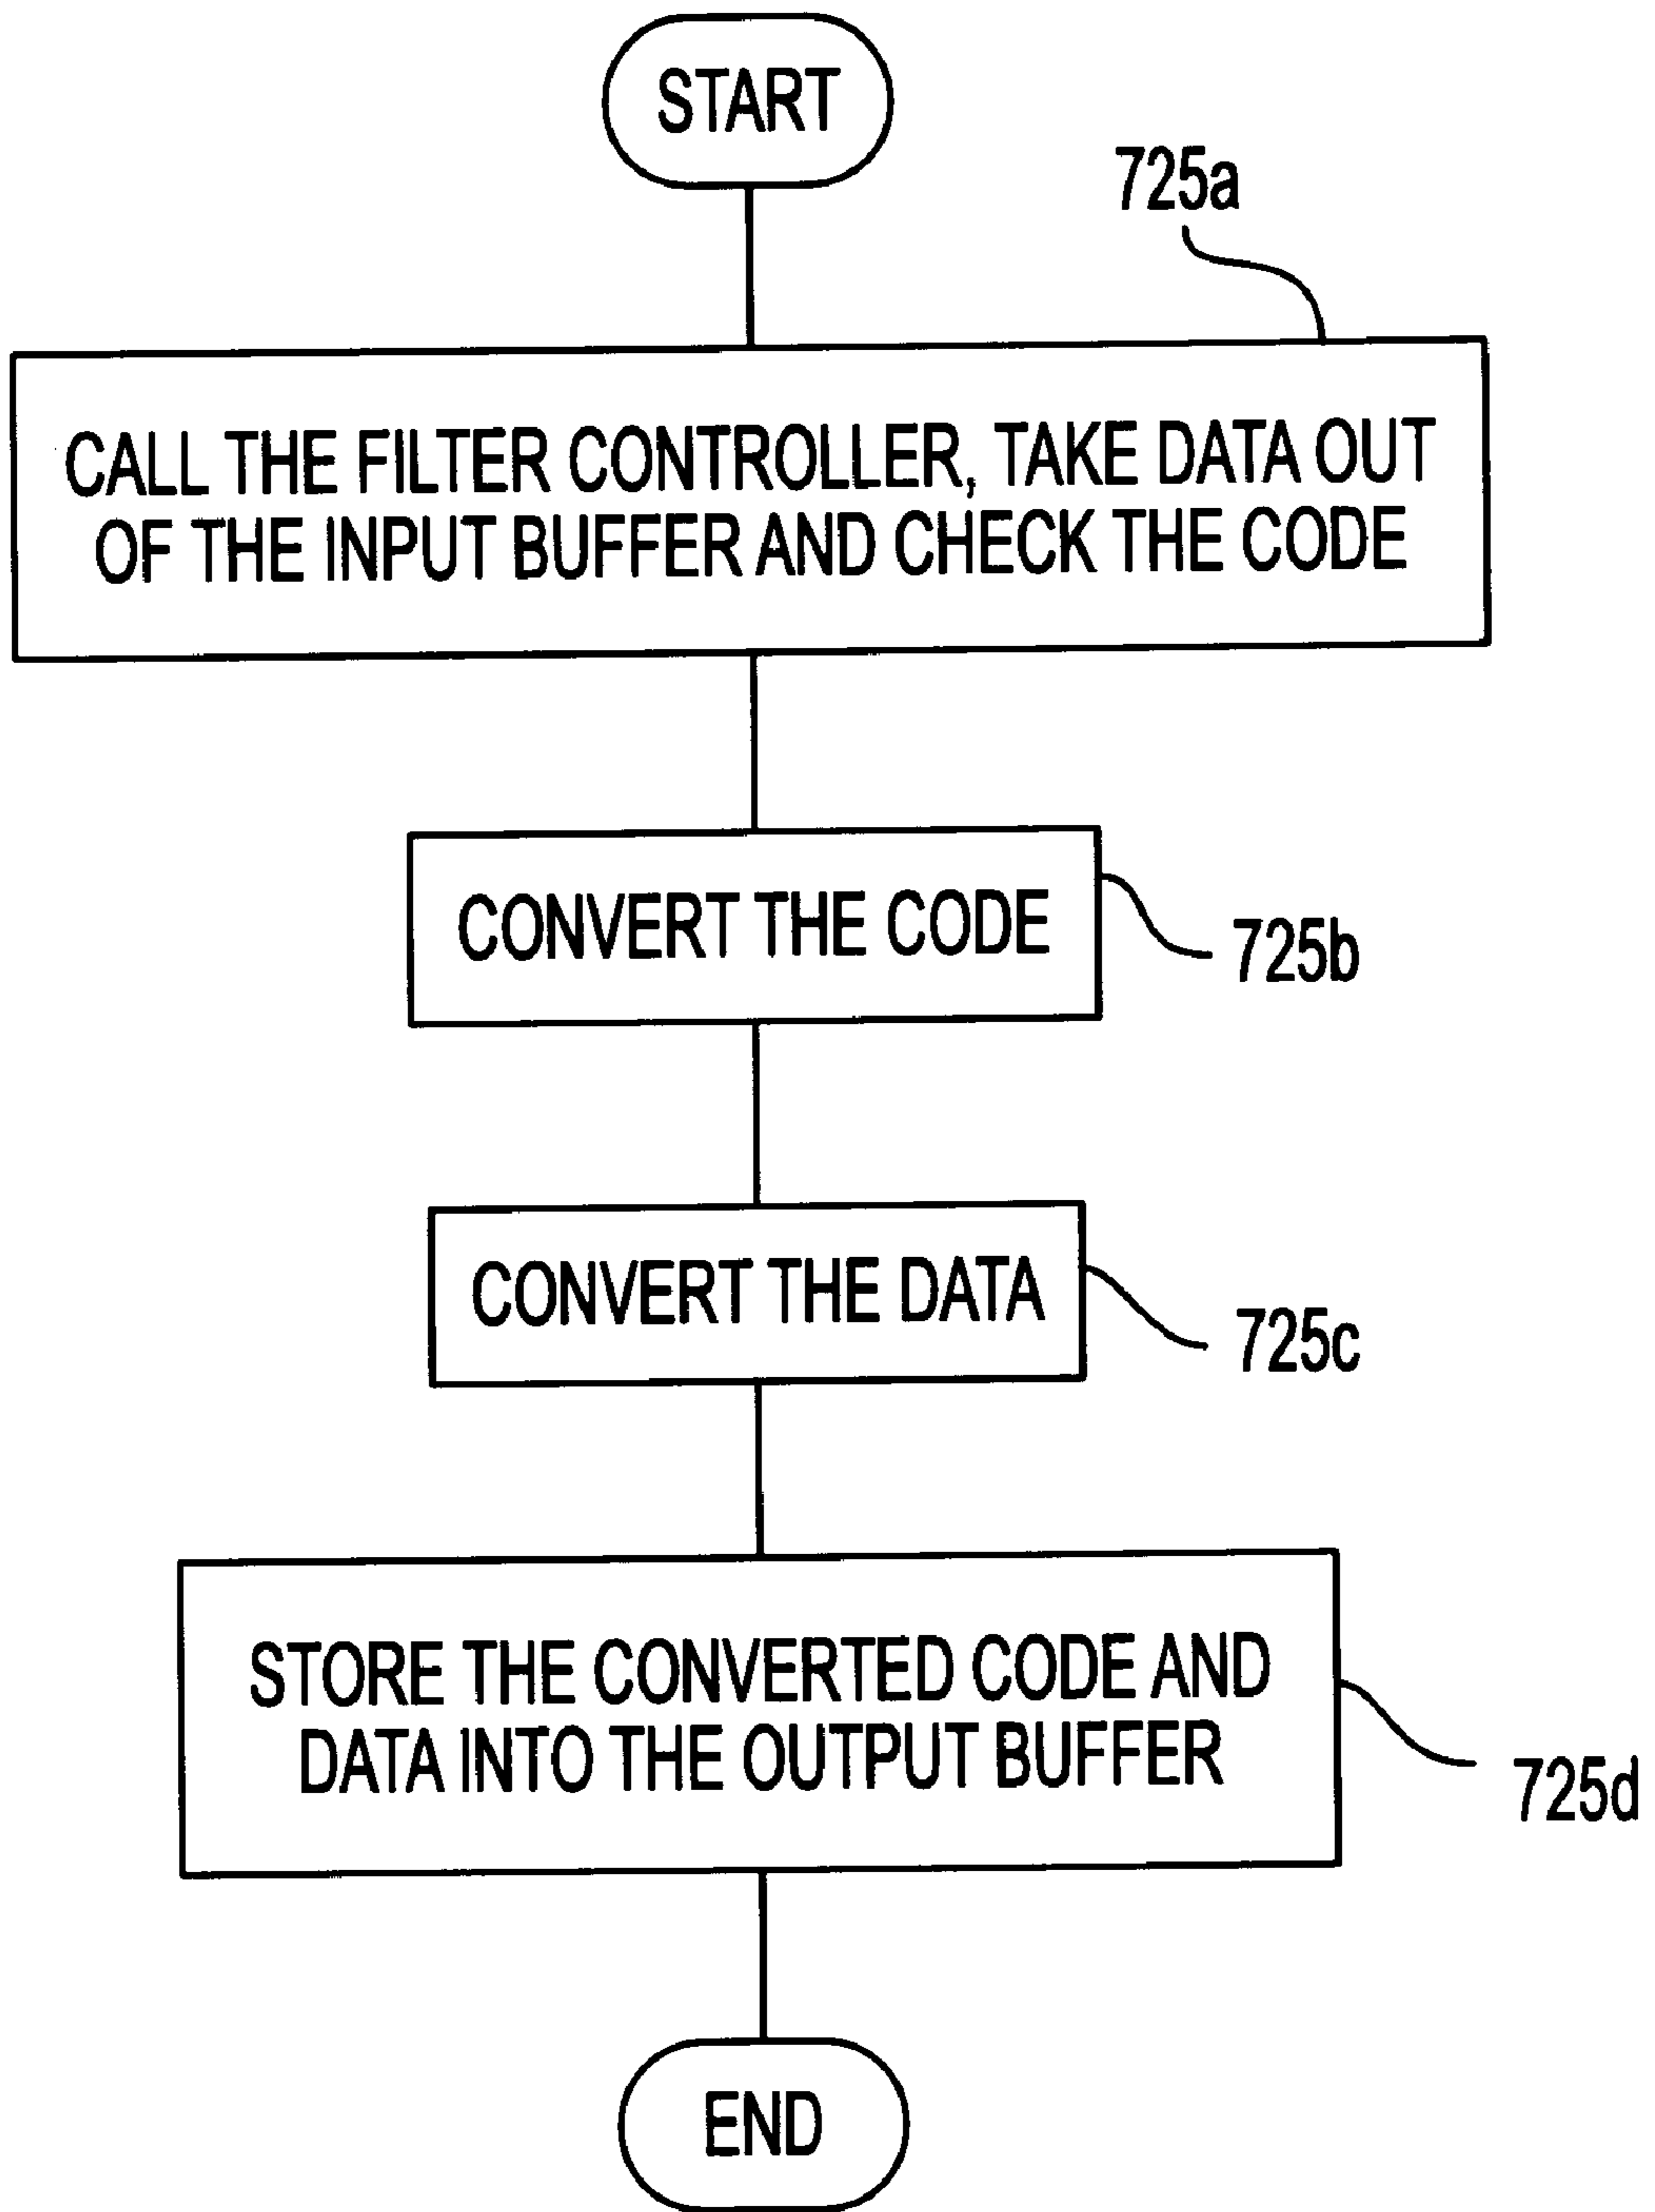 START
725a
CALL THE FILTER CONTROLLER, TAKE DATA OUT
OF THE INPUT BUFFER AND CHECK THE CODE
CONVERT THE CODE
725b
CONVERT THE DATA
725c
STORE THE CONVERTED CODE AND
DATA INTO THE OUTPUT BUFFER
725d
END